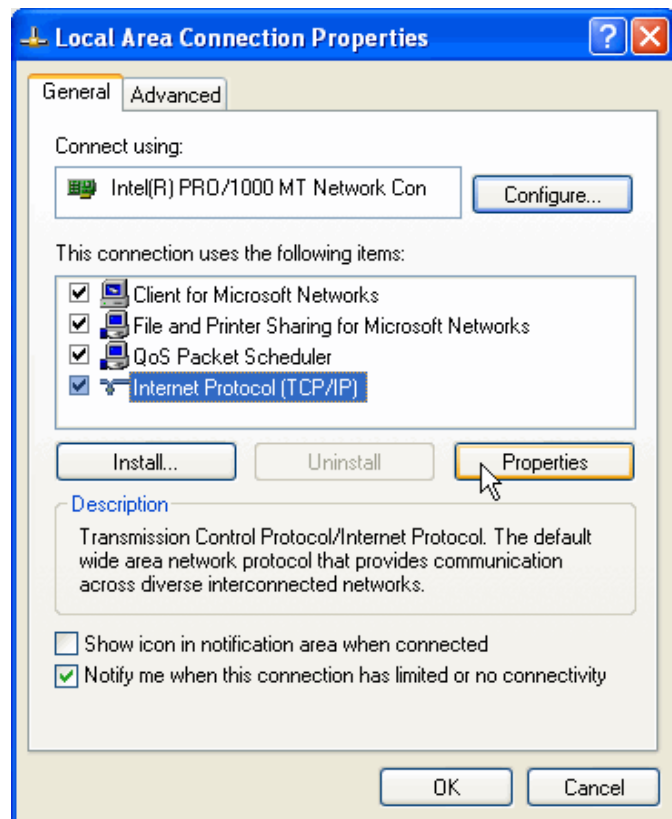 Local Area Connection Properties
General
Advanced
Connect using:
Intel(R) PRO/1000 MT Network Con
Configure...
This connection uses the following items:
Client for Microsoft Networks
File and Printer Sharing for Microsoft Networks
QoS Packet Scheduler
Internet Protocol (TCP/IP)
Install...
Uninstall
Properties
Description
Transmission Control Protocol/Internet Protocol. The default
wide area network protocol that provides communication
across diverse interconnected networks.
Show icon in notification area when connected
Notify me when this connection has limited or no connectivity
OK
Cancel